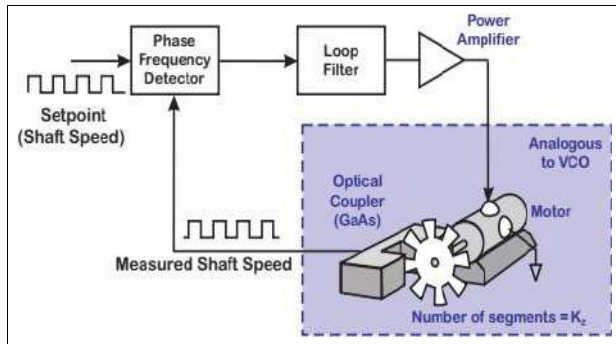 Phase
Frequency
Detector
Loop
Filter
Power
Amplifier
Setpoint
(Shaft Speed)
Analogous
to VCO
Optical
Coupler
(GaAs)
Motor
Measured Shaft Speed
Number of segments = Kz